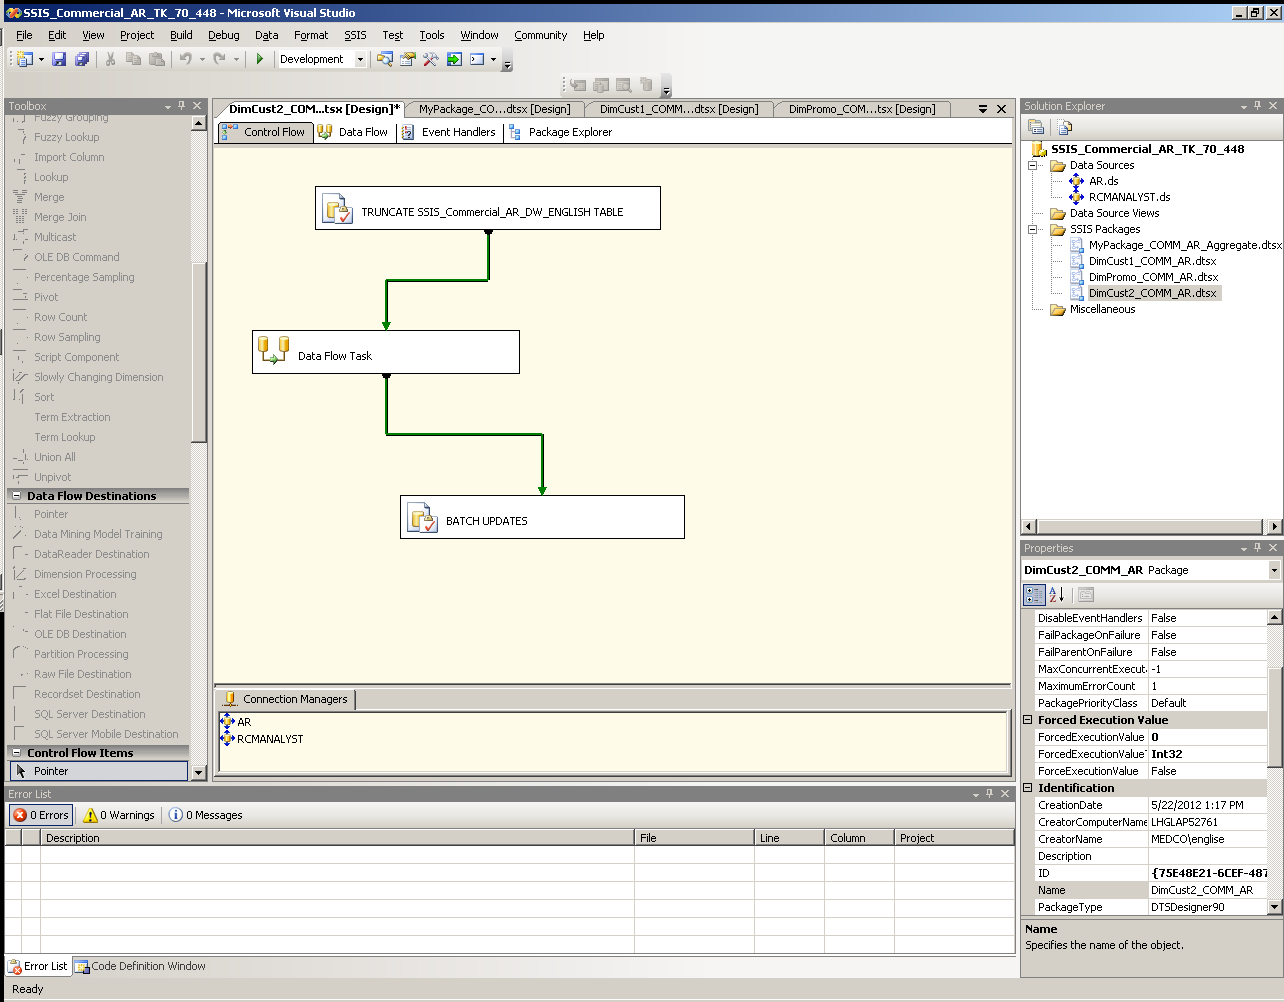 SSIS_Commercial_AR_TK_70_448 - Microsoft Visual Studio
File Edit View Project Build Debug Data Format SSIS Test Tools Window Community Help
Development
Toolbox
Fuzzy Grouping
Fuzzy Lookup
Import Column
Lookup
Merge
Merge Join
Multicast
OLE DB Command
Percentage Sampling
Pivot
Row Count
Row Sampling
Script Component
Slowly Changing Dimension
Sort
Term Extraction
Term Lookup
Union All
Unpivot
Data Flow Destinations
Pointer
Data Mining Model Training
DataReader Destination
Dimension Processing
Excel Destination
Flat File Destination
OLE DB Destination
Partition Processing
Raw File Destination
Recordset Destination
SQL Server Destination
SQL Server Mobile Destination
Control Flow Items
Pointer
DimCust2_COM...tsx [Design]* MyPackage_CO...dtsx [Design] DimCust1_COMM...dtsx [Design] DimPromo_COM...tsx [Design]
Control Flow Data Flow Event Handlers Package Explorer
TRUNCATE SSIS_Commercial_AR_DW_ENGLISH TABLE
Data Flow Task
BATCH UPDATES
Connection Managers
AR
RCMANALYST
Solution Explorer
SSIS_Commercial_AR_TK_70_448
Data Sources
AR.ds
RCMANALYST.ds
Data Source Views
SSIS Packages
MyPackage_COMM_AR_Aggregate.dtsx
DimCust1_COMM_AR.dtsx
DimPromo_COMM_AR.dtsx
DimCust2_COMM_AR.dtsx
Miscellaneous
Properties
DimCust2_COMM_AR Package
DisableEventHandlers False
FailPackageOnFailure False
FailParentOnFailure False
MaxConcurrentExecut -1
MaximumErrorCount 1
PackagePriorityClass Default
Forced Execution Value
ForcedExecutionValue 0
ForcedExecutionValue Int32
ForceExecutionValue False
Identification
CreationDate 5/22/2012 1:17 PM
CreatorComputerName LHGLAP52761
CreatorName MEDCO\englise
Description
ID {75E48E21-6CEF-487
Name DimCust2_COMM_AR
PackageType DTSDesigner90
Name
Specifies the name of the object.
Error List
0 Errors 0 Warnings 0 Messages
Description File Line Column Project
Error List Code Definition Window
Ready